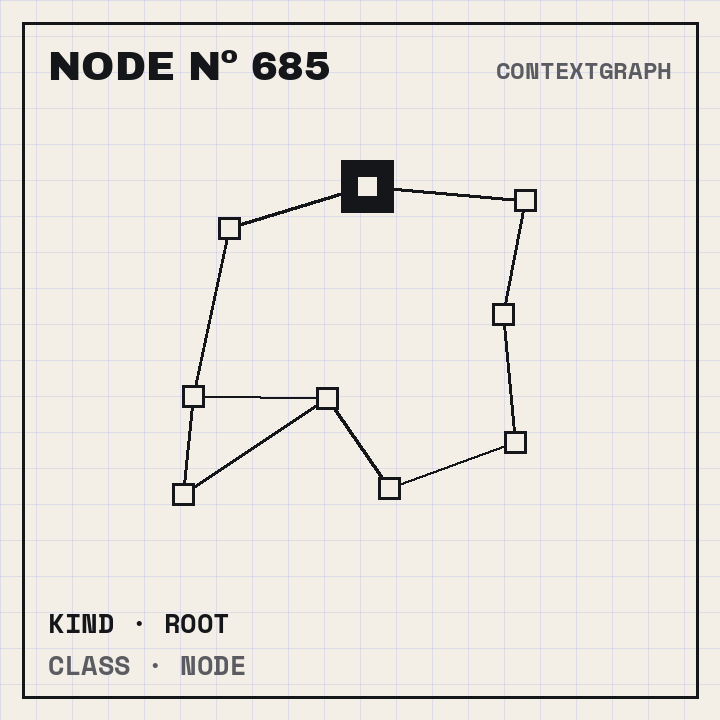 NODE Nº 685
CONTEXTGRAPH
KIND · ROOT
CLASS · NODE